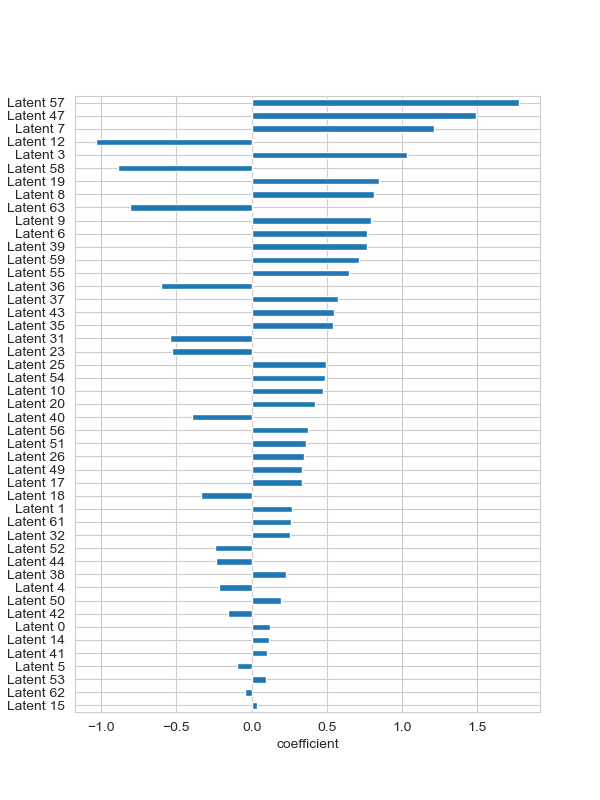 Latent 57
Latent 47
Latent 7
Latent 12
Latent 3
Latent 58
Latent 19
Latent 8
Latent 63
Latent 9
Latent 6
Latent 39
Latent 59
Latent 55
Latent 36
Latent 37
Latent 43
Latent 35
Latent 31
Latent 23
Latent 25
Latent 54
Latent 10
Latent 20
Latent 40
Latent 56
Latent 51
Latent 26
Latent 49
Latent 17
Latent 18
Latent 1
Latent 61
Latent 32
Latent 52
Latent 44
Latent 38
Latent 4
Latent 50
Latent 42
Latent 0
Latent 14
Latent 41
Latent 5
Latent 53
Latent 62
Latent 15
−1.0 −0.5 0.0 0.5 1.0 1.5
coefficient